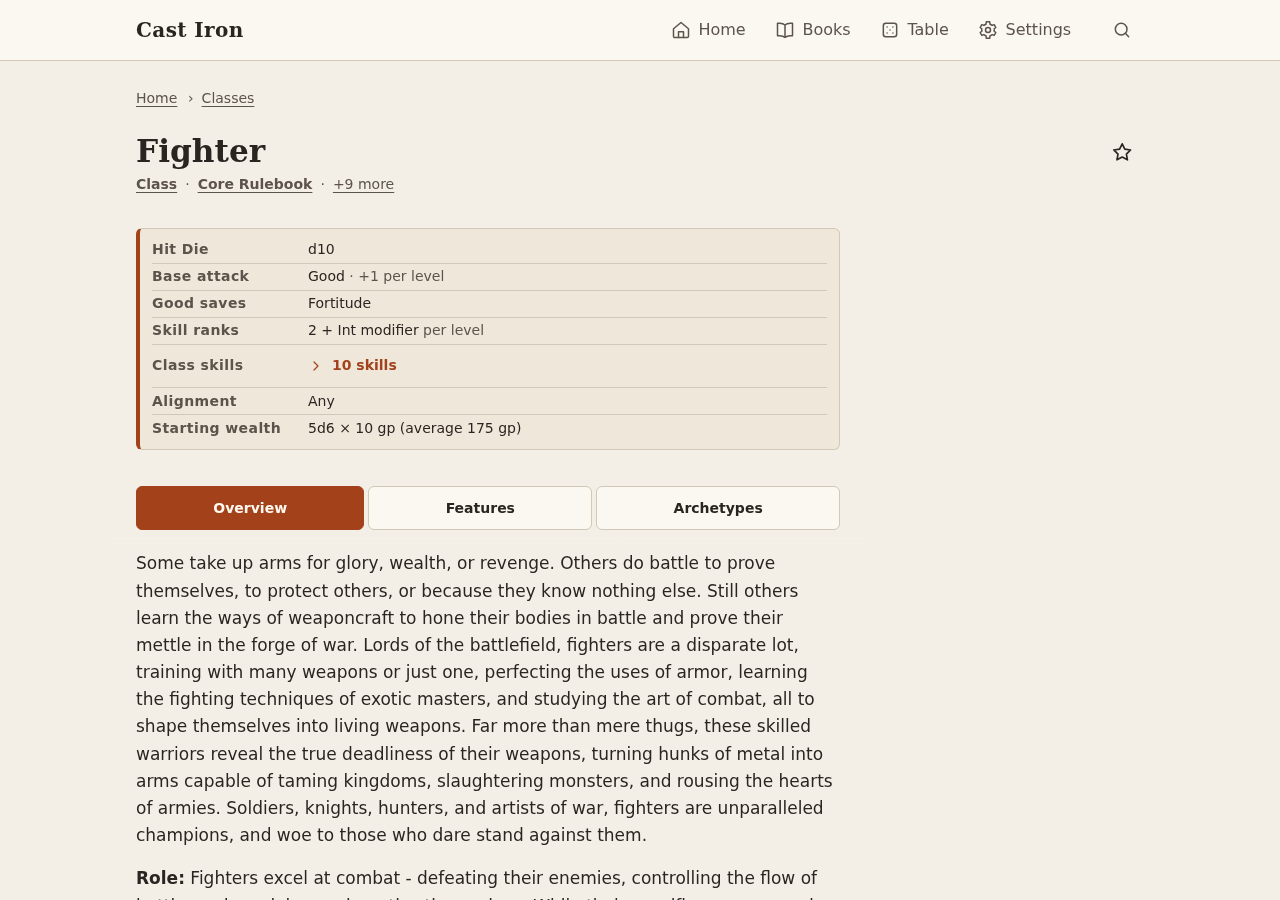 Cast Iron
Home Books Table Settings
Home › Classes
Fighter
Class · Core Rulebook · +9 more
Hit Die d10
Base attack Good · +1 per level
Good saves Fortitude
Skill ranks 2 + Int modifier per level
Class skills 10 skills
Alignment Any
Starting wealth 5d6 × 10 gp (average 175 gp)
Overview Features Archetypes
Some take up arms for glory, wealth, or revenge. Others do battle to prove
themselves, to protect others, or because they know nothing else. Still others
learn the ways of weaponcraft to hone their bodies in battle and prove their
mettle in the forge of war. Lords of the battlefield, fighters are a disparate lot,
training with many weapons or just one, perfecting the uses of armor, learning
the fighting techniques of exotic masters, and studying the art of combat, all to
shape themselves into living weapons. Far more than mere thugs, these skilled
warriors reveal the true deadliness of their weapons, turning hunks of metal into
arms capable of taming kingdoms, slaughtering monsters, and rousing the hearts
of armies. Soldiers, knights, hunters, and artists of war, fighters are unparalleled
champions, and woe to those who dare stand against them.
Role: Fighters excel at combat - defeating their enemies, controlling the flow of